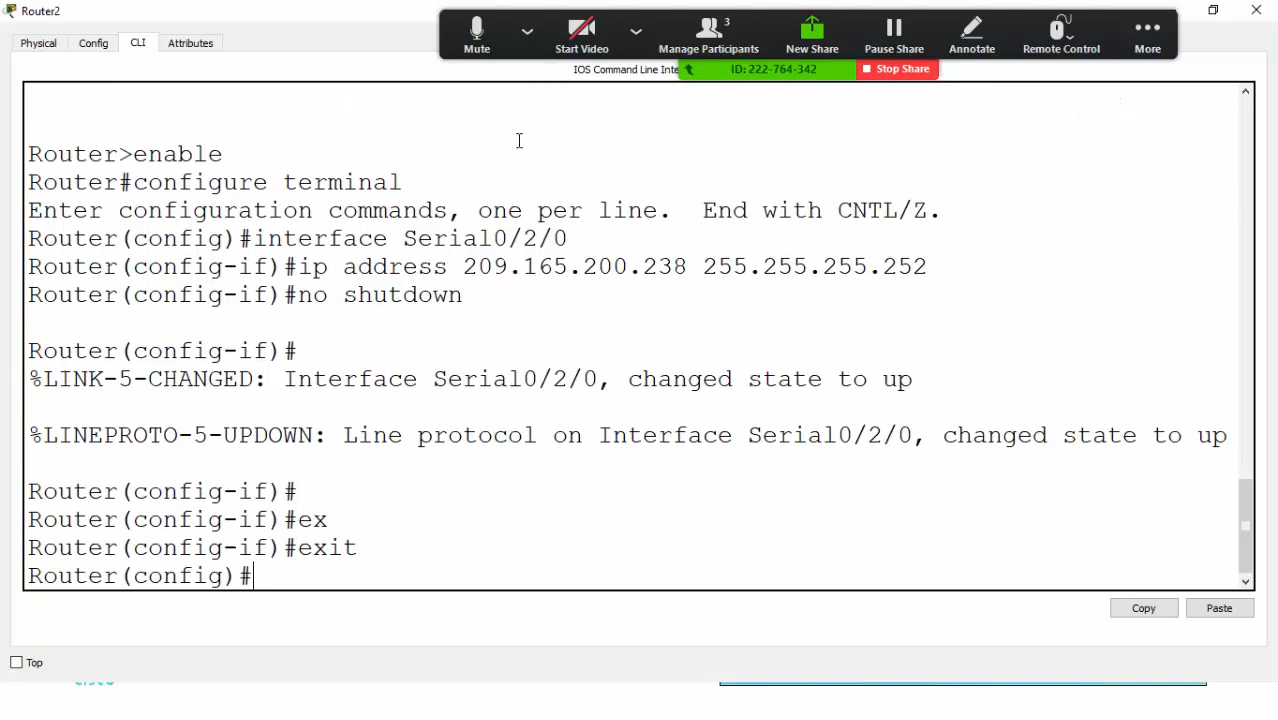 Router2
Physical
Config
CLI
Attributes
Mute
Start Video
3
Manage Participants
New Share
Pause Share
Annotate
Remote Control
More
IOS Command Line Inte
ID: 222-764-342
Stop Share
Router>enable
Router#configure terminal
Enter configuration commands, one per line.  End with CNTL/Z.
Router(config)#interface Serial0/2/0
Router(config-if)#ip address 209.165.200.238 255.255.255.252
Router(config-if)#no shutdown
Router(config-if)#
%LINK-5-CHANGED: Interface Serial0/2/0, changed state to up
%LINEPROTO-5-UPDOWN: Line protocol on Interface Serial0/2/0, changed state to up
Router(config-if)#
Router(config-if)#ex
Router(config-if)#exit
Router(config)#
Copy
Paste
Top